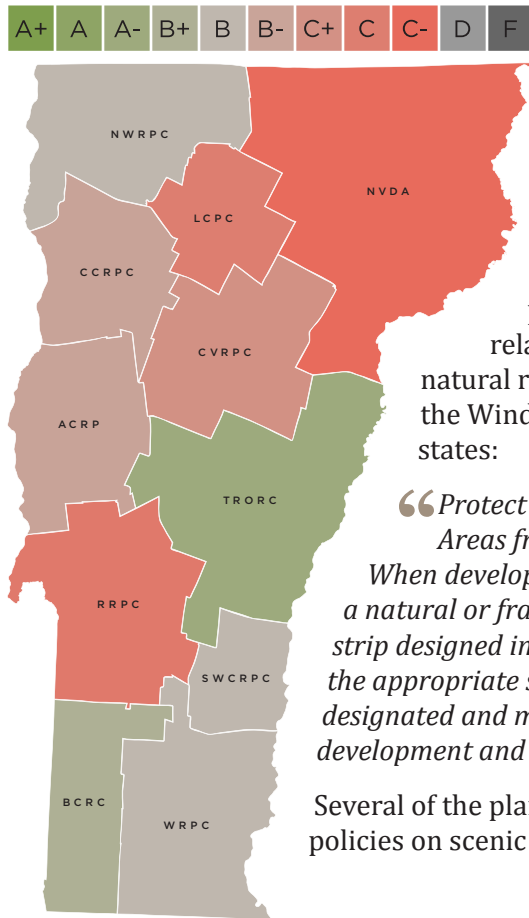 A+ A A- B+ B B- C+ C C- D F
NWRPC
NVDA
LCPC
CCRPC
CVRPC
ACRP
TRORC
RRPC
SWCRPC
BCRC
WRPC
rela
natural r
the Wind
states:
“Protect
Areas fr
When develop
a natural or fra
strip designed in
the appropriate s
designated and m
development and
Several of the plan
policies on scenic